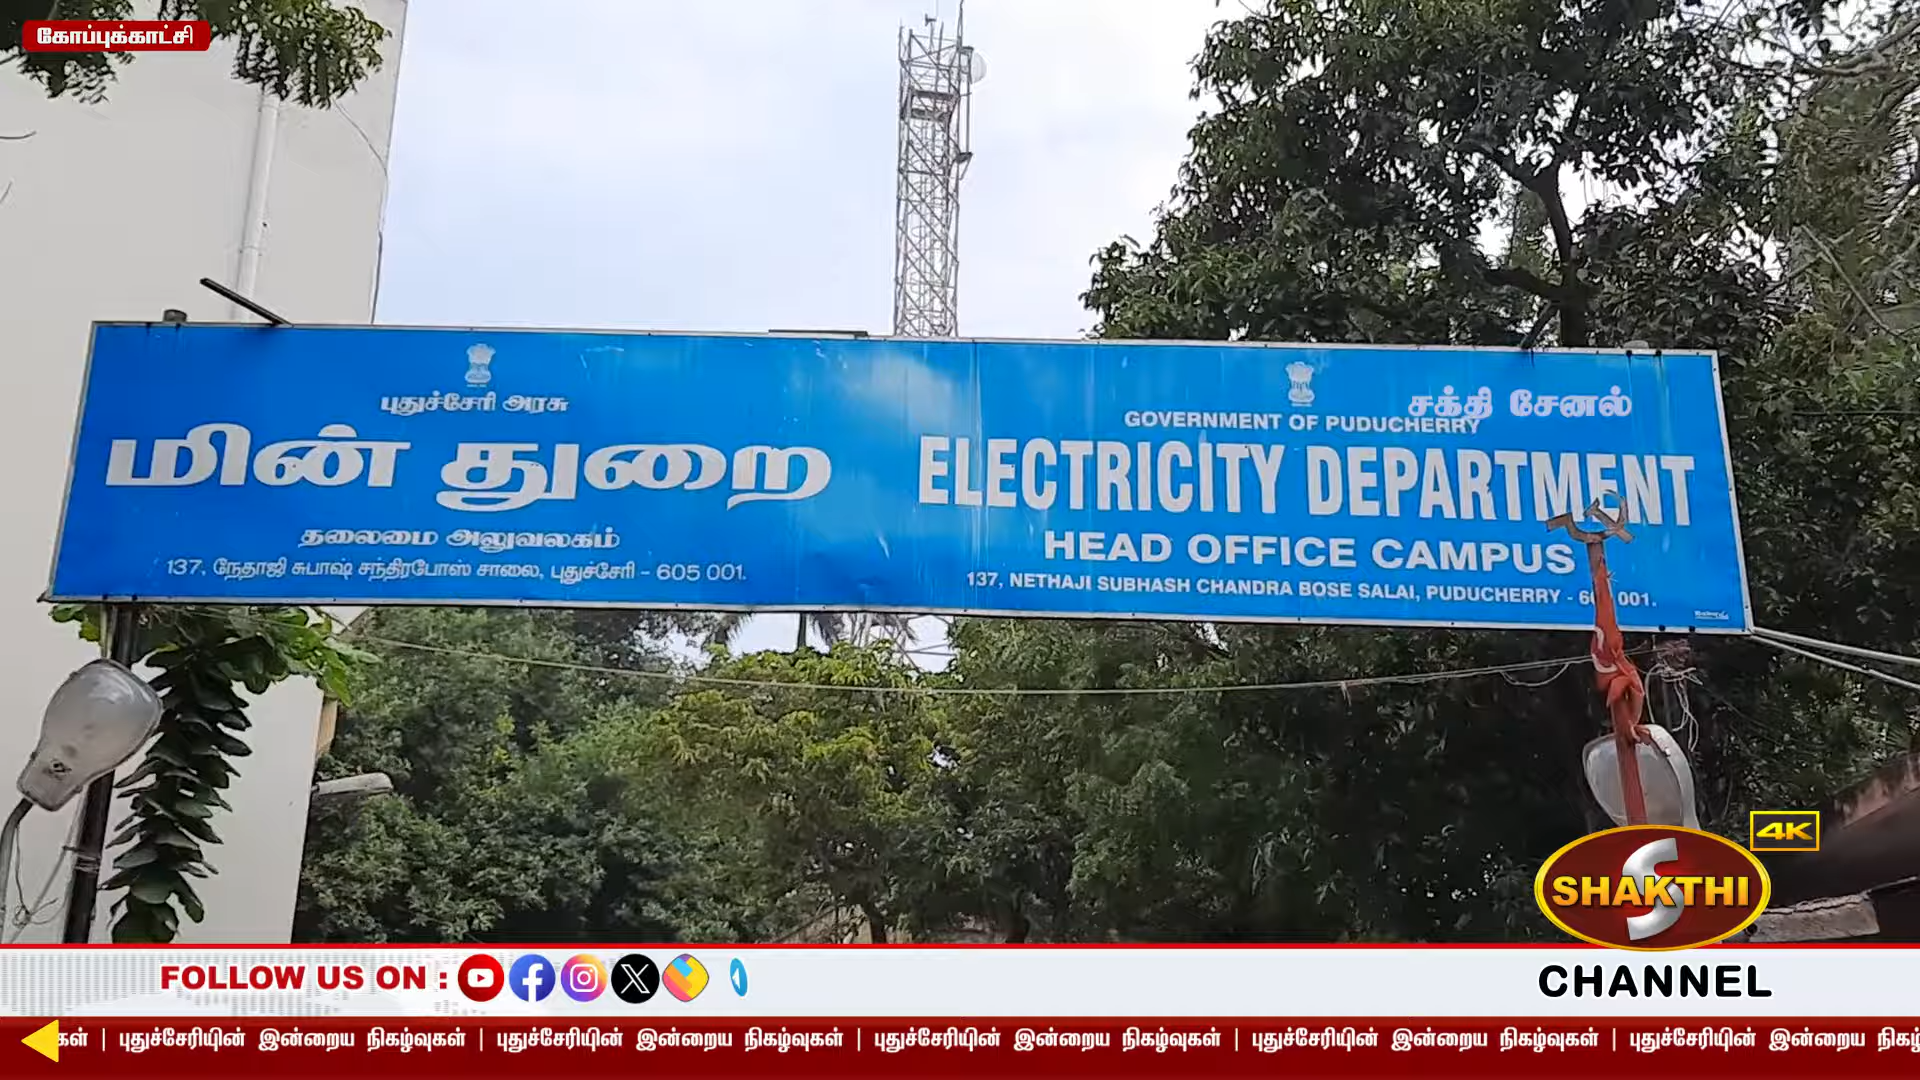 கோப்புக்காட்சி
புதுச்சேரி அரசு
மின் துறை
தலைமை அலுவலகம்
137, நேதாஜி சுபாஷ் சந்திரபோஸ் சாலை, புதுச்சேரி - 605 001.
சக்தி சேனல்
GOVERNMENT OF PUDUCHERRY
ELECTRICITY DEPARTMENT
HEAD OFFICE CAMPUS
137, NETHAJI SUBHASH CHANDRA BOSE SALAI, PUDUCHERRY - 6 001.
4K
S
SHAKTHI
CHANNEL
FOLLOW US ON :
கள் | புதுச்சேரியின் இன்றைய நிகழ்வுகள் | புதுச்சேரியின் இன்றைய நிகழ்வுகள் | புதுச்சேரியின் இன்றைய நிகழ்வுகள் | புதுச்சேரியின் இன்றைய நிகழ்வுகள் | புதுச்சேரியின் இன்றைய நிகழ்